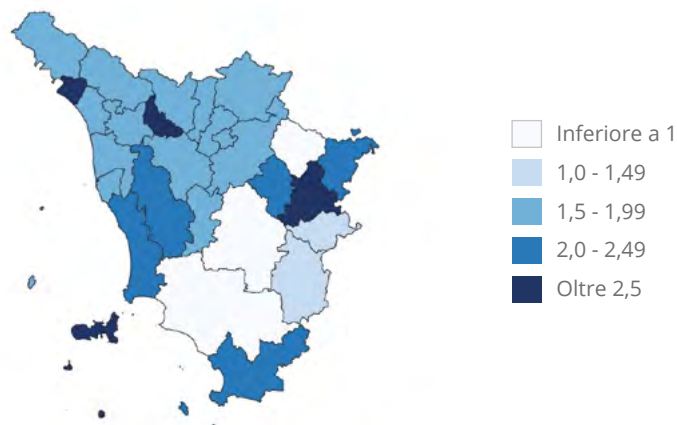 Inferiore a 1
1,0 - 1,49
1,5 - 1,99
2,0 - 2,49
Oltre 2,5